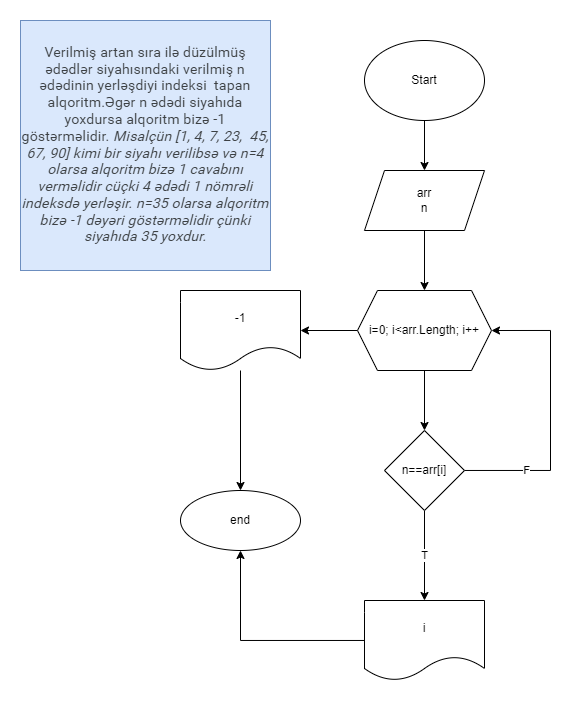 Verilmiş artan sıra ilə düzülmüş
ədədlər siyahısındakı verilmiş n
ədədinin yerləşdiyi indeksi  tapan
alqoritm.Əgər n ədədi siyahıda
yoxdursa alqoritm bizə -1
göstərməlidir. Misalçün [1, 4, 7, 23,  45,
67, 90] kimi bir siyahı verilibsə və n=4
olarsa alqoritm bizə 1 cavabını
verməlidir cüçki 4 ədədi 1 nömrəli
indeksdə yerləşir. n=35 olarsa alqoritm
bizə -1 dəyəri göstərməlidir çünki
siyahıda 35 yoxdur.
Start
arr
n
i=0; i<arr.Length; i++
-1
n==arr[i]
F
T
end
i